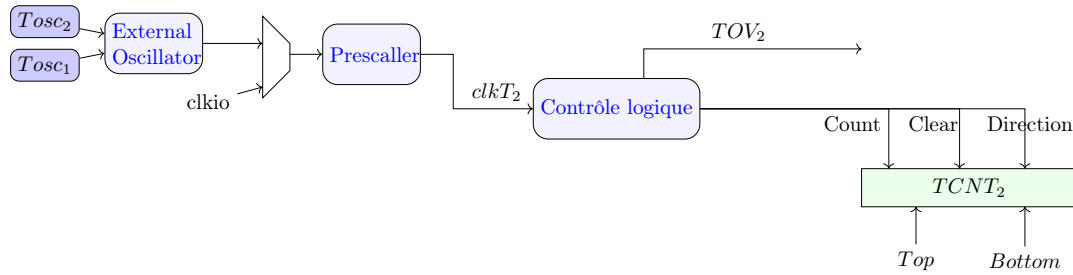 Tosc₂
Tosc₁
External
Oscillator
clkio
Prescaller
clkT₂
Contrôle logique
TOV₂
Count
Clear
Direction
TCNT₂
Top
Bottom